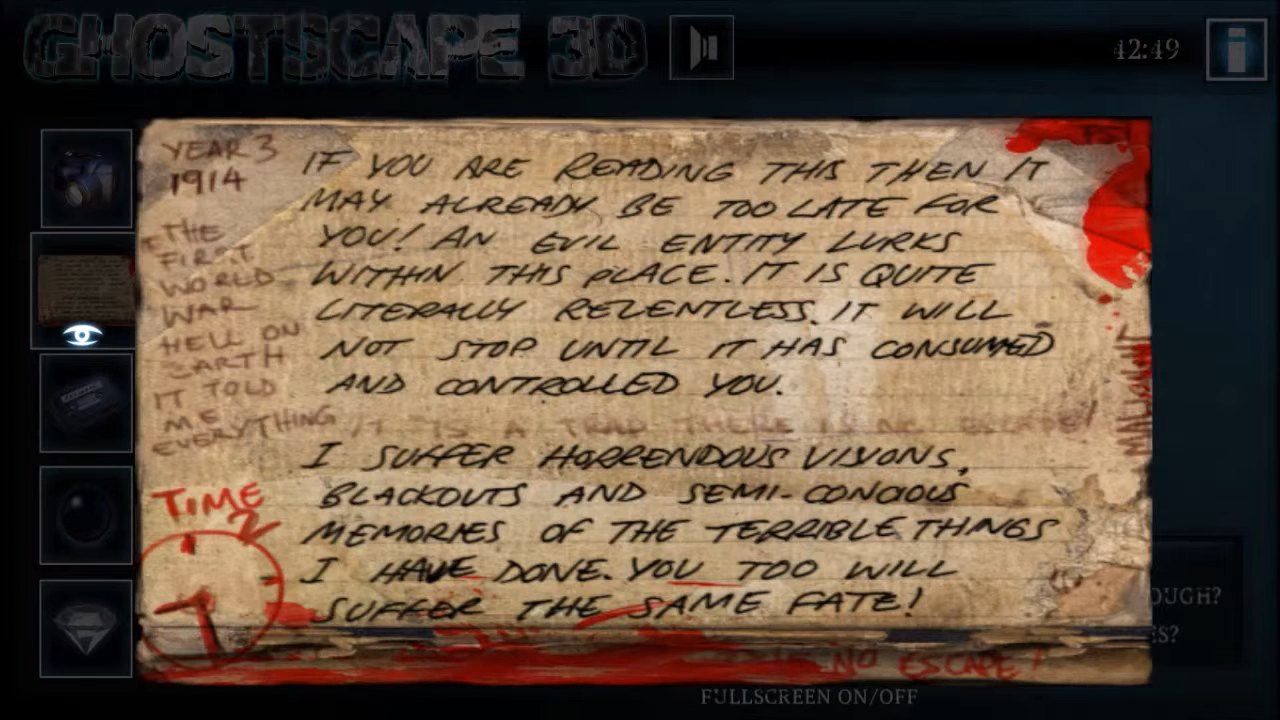 GHOSTSCAPE 3D
42:49
YEAR 3
1914
THE
FIRST
WORLD
WAR
HELL ON
EARTH
IT TOLD
ME
EVERYTHING
TIME
IF YOU ARE READING THIS THEN IT
MAY ALREADY BE TOO LATE FOR
YOU! AN EVIL ENTITY LURKS
WITHIN THIS PLACE. IT IS QUITE
LITERALLY RELENTLESS. IT WILL
NOT STOP UNTIL IT HAS CONSUMED
AND CONTROLLED YOU.
IT IS A TRAP THERE IS NO ESCAPE!
I SUFFER HORRENDOUS VISIONS,
BLACKOUTS AND SEMI-CONCIOUS
MEMORIES OF THE TERRIBLE THINGS
I HAVE DONE. YOU TOO WILL
SUFFER THE SAME FATE!
NO ESCAPE!
MALIGNANT
OUGH?
ES?
FULLSCREEN ON/OFF